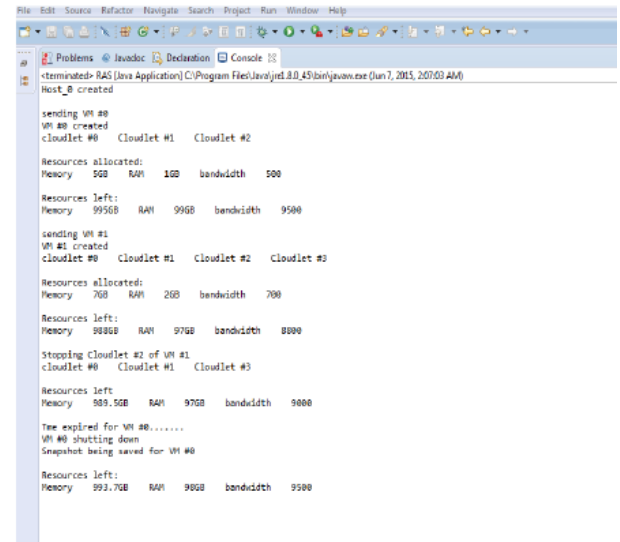 File Edit Source Refactor Navigate Search Project Run Window Help
Problems @ Javadoc Declaration Console
<terminated> RAS [Java Application] C:\Program Files\Java\jre1.8.0_45\bin\javaw.exe (Jun 7, 2015, 2:07:03 AM)
Host_0 created
sending VM #0
VM #0 created
cloudlet #0 Cloudlet #1 Cloudlet #2
Resources allocated:
Memory 5GB RAM 1GB bandwidth 500
Resources left:
Memory 995GB RAM 99GB bandwidth 9500
sending VM #1
VM #1 created
cloudlet #0 Cloudlet #1 Cloudlet #2 Cloudlet #3
Resources allocated:
Memory 7GB RAM 2GB bandwidth 700
Resources left:
Memory 988GB RAM 97GB bandwidth 8800
Stopping Cloudlet #2 of VM #1
cloudlet #0 Cloudlet #1 Cloudlet #3
Resources left
Memory 989.5GB RAM 97GB bandwidth 9000
Tme expired for VM #0.......
VM #0 shutting down
Snapshot being saved for VM #0
Resources left:
Memory 993.7GB RAM 98GB bandwidth 9500